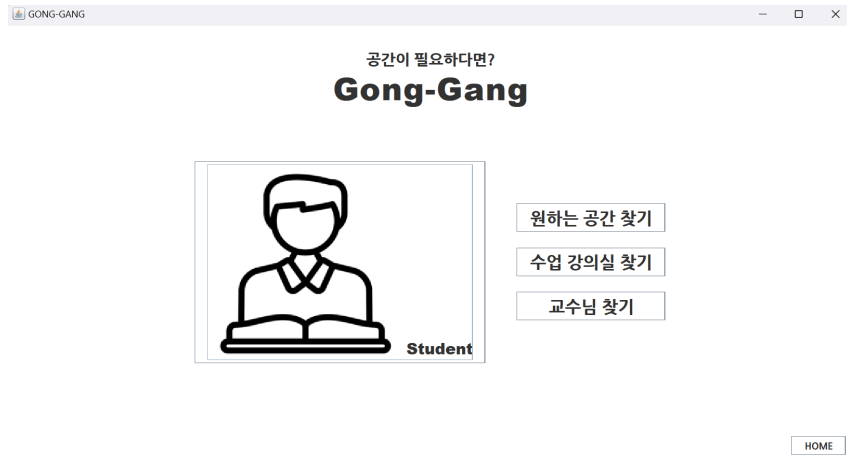 GONG-GANG
공간이 필요하다면?
Gong-Gang
Student
원하는 공간 찾기
수업 강의실 찾기
교수님 찾기
HOME